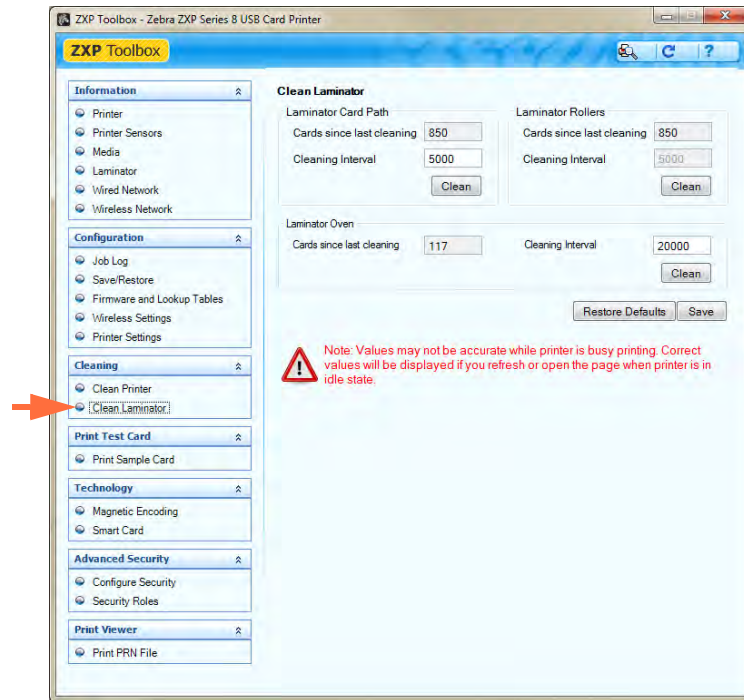 ZXP Toolbox - Zebra ZXP Series 8 USB Card Printer
ZXP Toolbox
?
Information
Printer
Printer Sensors
Media
Laminator
Wired Network
Wireless Network
Configuration
Job Log
Save/Restore
Firmware and Lookup Tables
Wireless Settings
Printer Settings
Cleaning
Clean Printer
Clean Laminator
Print Test Card
Print Sample Card
Technology
Magnetic Encoding
Smart Card
Advanced Security
Configure Security
Security Roles
Print Viewer
Print PRN File
Clean Laminator
Laminator Card Path
Cards since last cleaning 850
Cleaning Interval 5000
Clean
Laminator Rollers
Cards since last cleaning 850
Cleaning Interval 5000
Clean
Laminator Oven
Cards since last cleaning 117
Cleaning Interval 20000
Clean
Restore Defaults Save
Note: Values may not be accurate while printer is busy printing. Correct
values will be displayed if you refresh or open the page when printer is in
idle state.